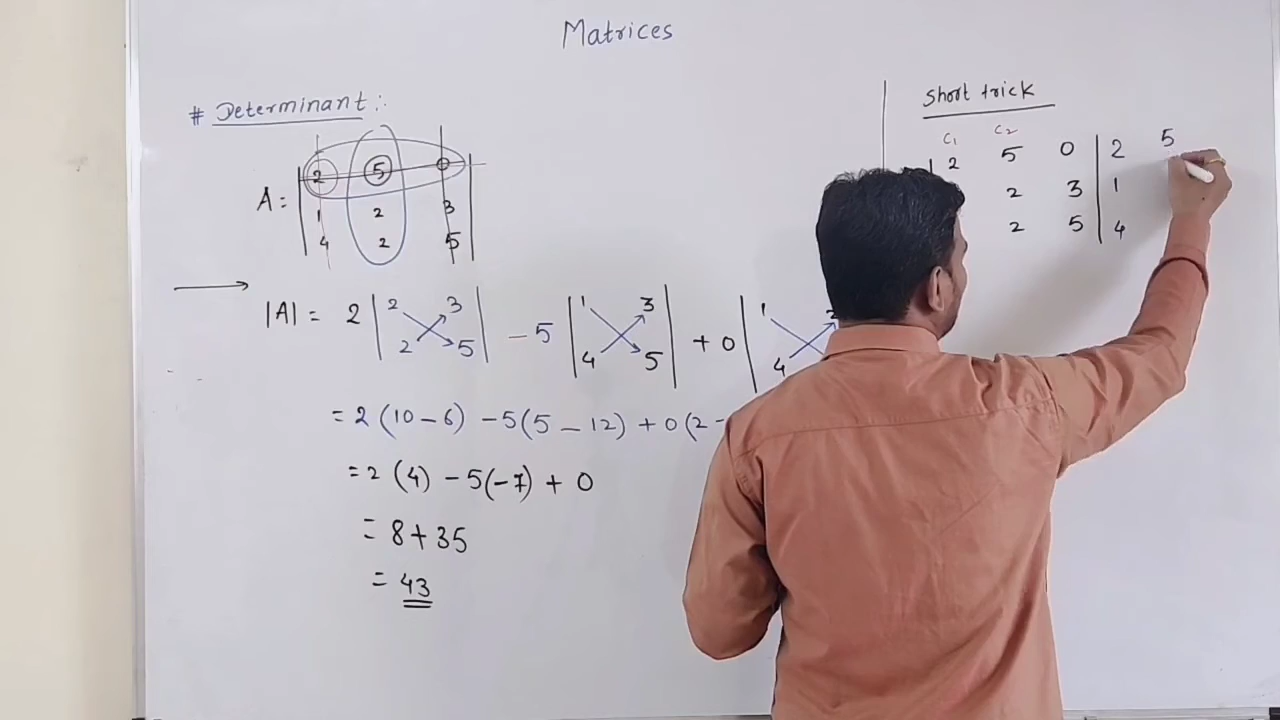 Matrices
# Determinant :-
A = | 2 5 0 |
1 2 3
4 2 5
|A| = 2 | 2 3 | - 5 | 1 3 | + 0 | 1
2 5 4 5 4
= 2 (10 - 6) - 5(5 - 12) + 0(2 -
= 2 (4) - 5(-7) + 0
= 8 + 35
= 43
Short trick
C1 C2
| 2 5 0 | 2 5
2 3 | 1
2 5 | 4